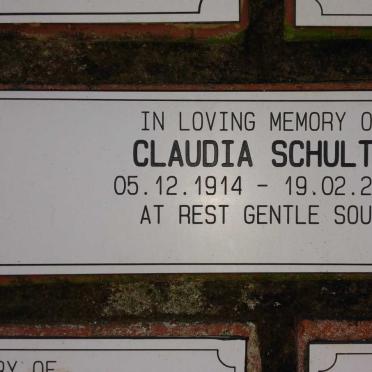 IN LOVING MEMORY O
CLAUDIA SCHULT
05.12.1914 - 19.02.2
AT REST GENTLE SOU
RY OF